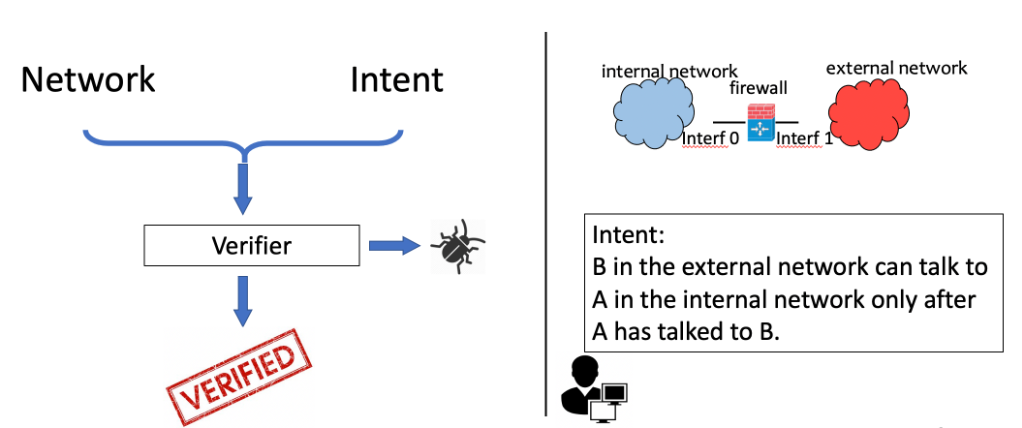 Network
Intent
Verifier
VERIFIED
internal network
external network
firewall
Interf 0
Interf 1
Intent:
B in the external network can talk to
A in the internal network only after
A has talked to B.